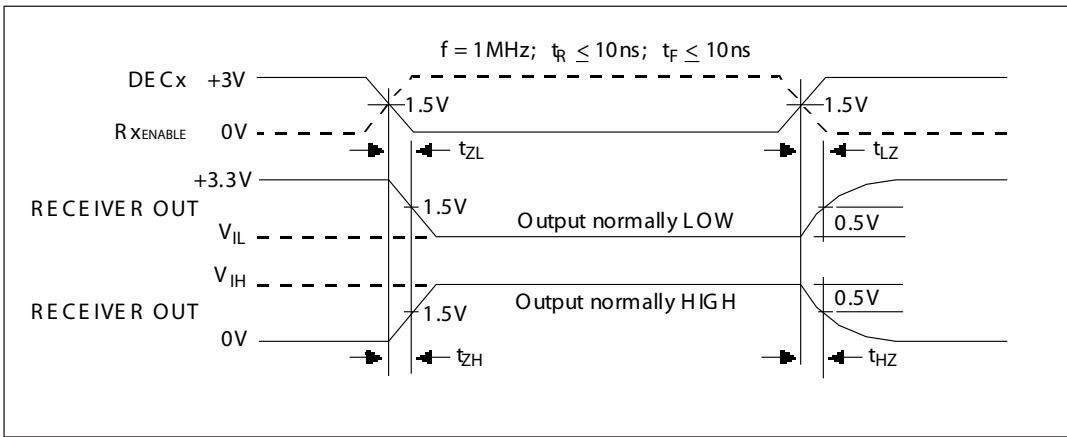 f = 1MHz; tR ≤ 10ns; tF ≤ 10ns
DECx +3V
1.5V
1.5V
RxENABLE 0V
tZL
tLZ
+3.3V
RECEIVER OUT
1.5V
Output normally LOW
0.5V
VIL
VIH
Output normally HIGH
0.5V
RECEIVER OUT
1.5V
0V
tZH
tHZ